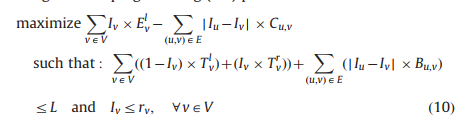 maximize ∑_{v∈V} I_v × E_v^l − ∑_{(u,v)∈E} |I_u − I_v| × C_{u,v}
such that : ∑_{v∈V} ((1−I_v) × T_v^l) + (I_v × T_v^r)) + ∑_{(u,v)∈E} (|I_u − I_v| × B_{u,v})
≤ L and I_v ≤ r_v, ∀v ∈ V (10)